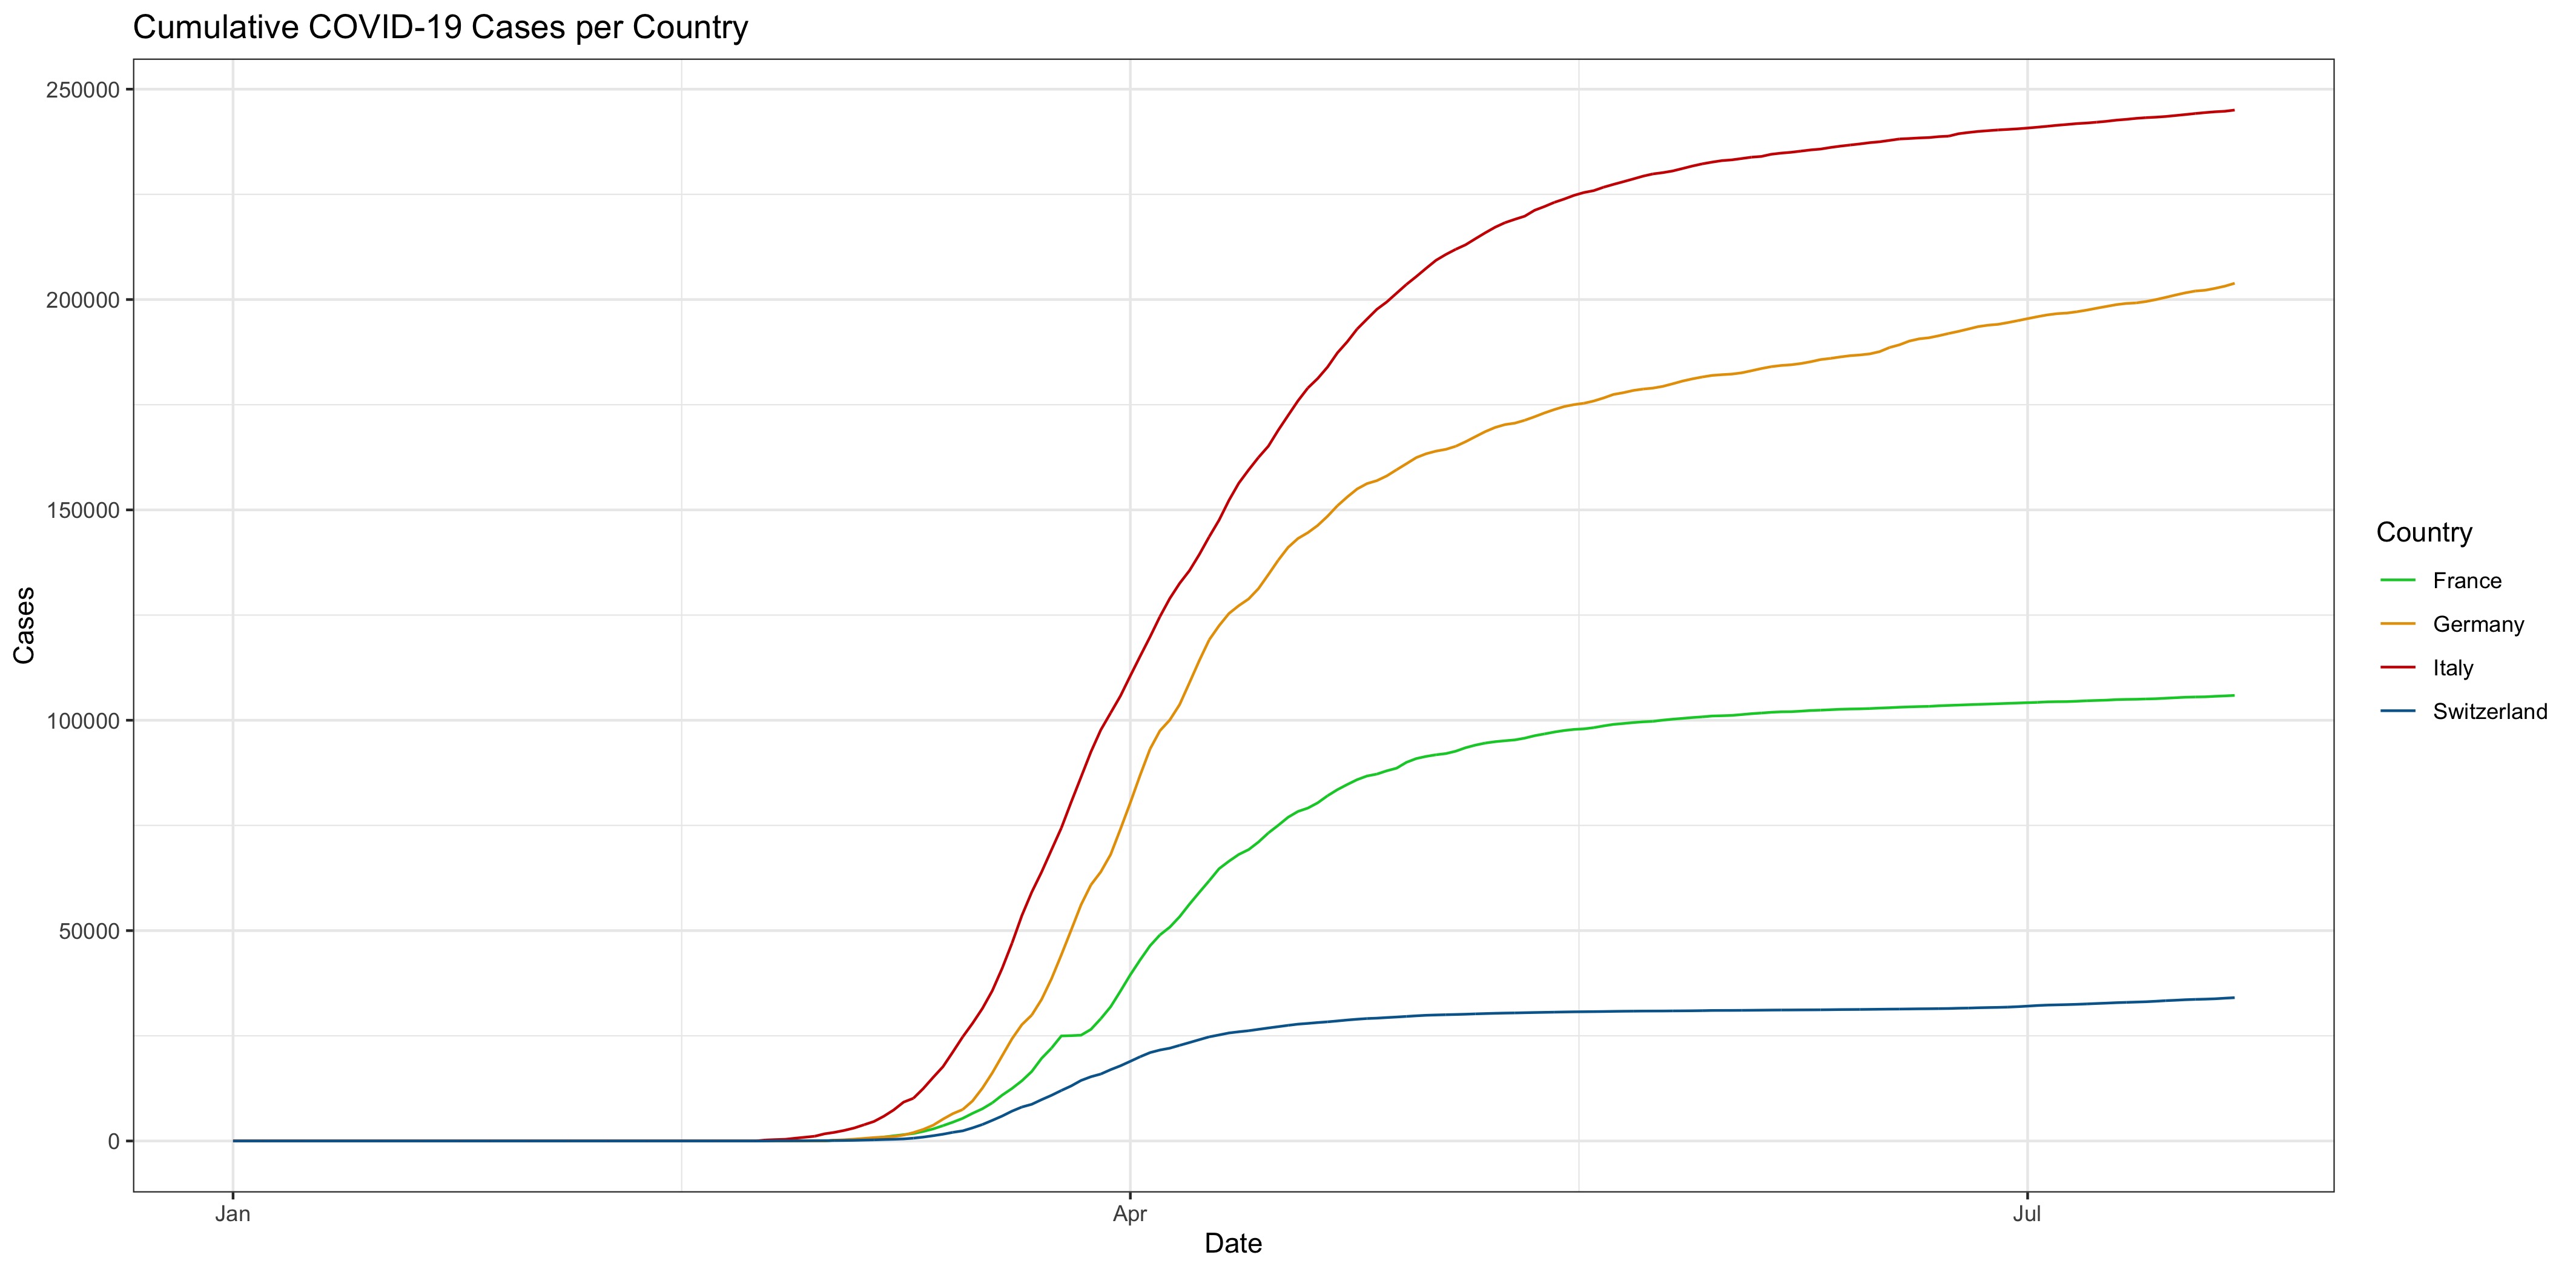 Cumulative COVID-19 Cases per Country
250000
200000
150000
100000
50000
0
Cases
Jan
Apr
Jul
Date
Country
France
Germany
Italy
Switzerland